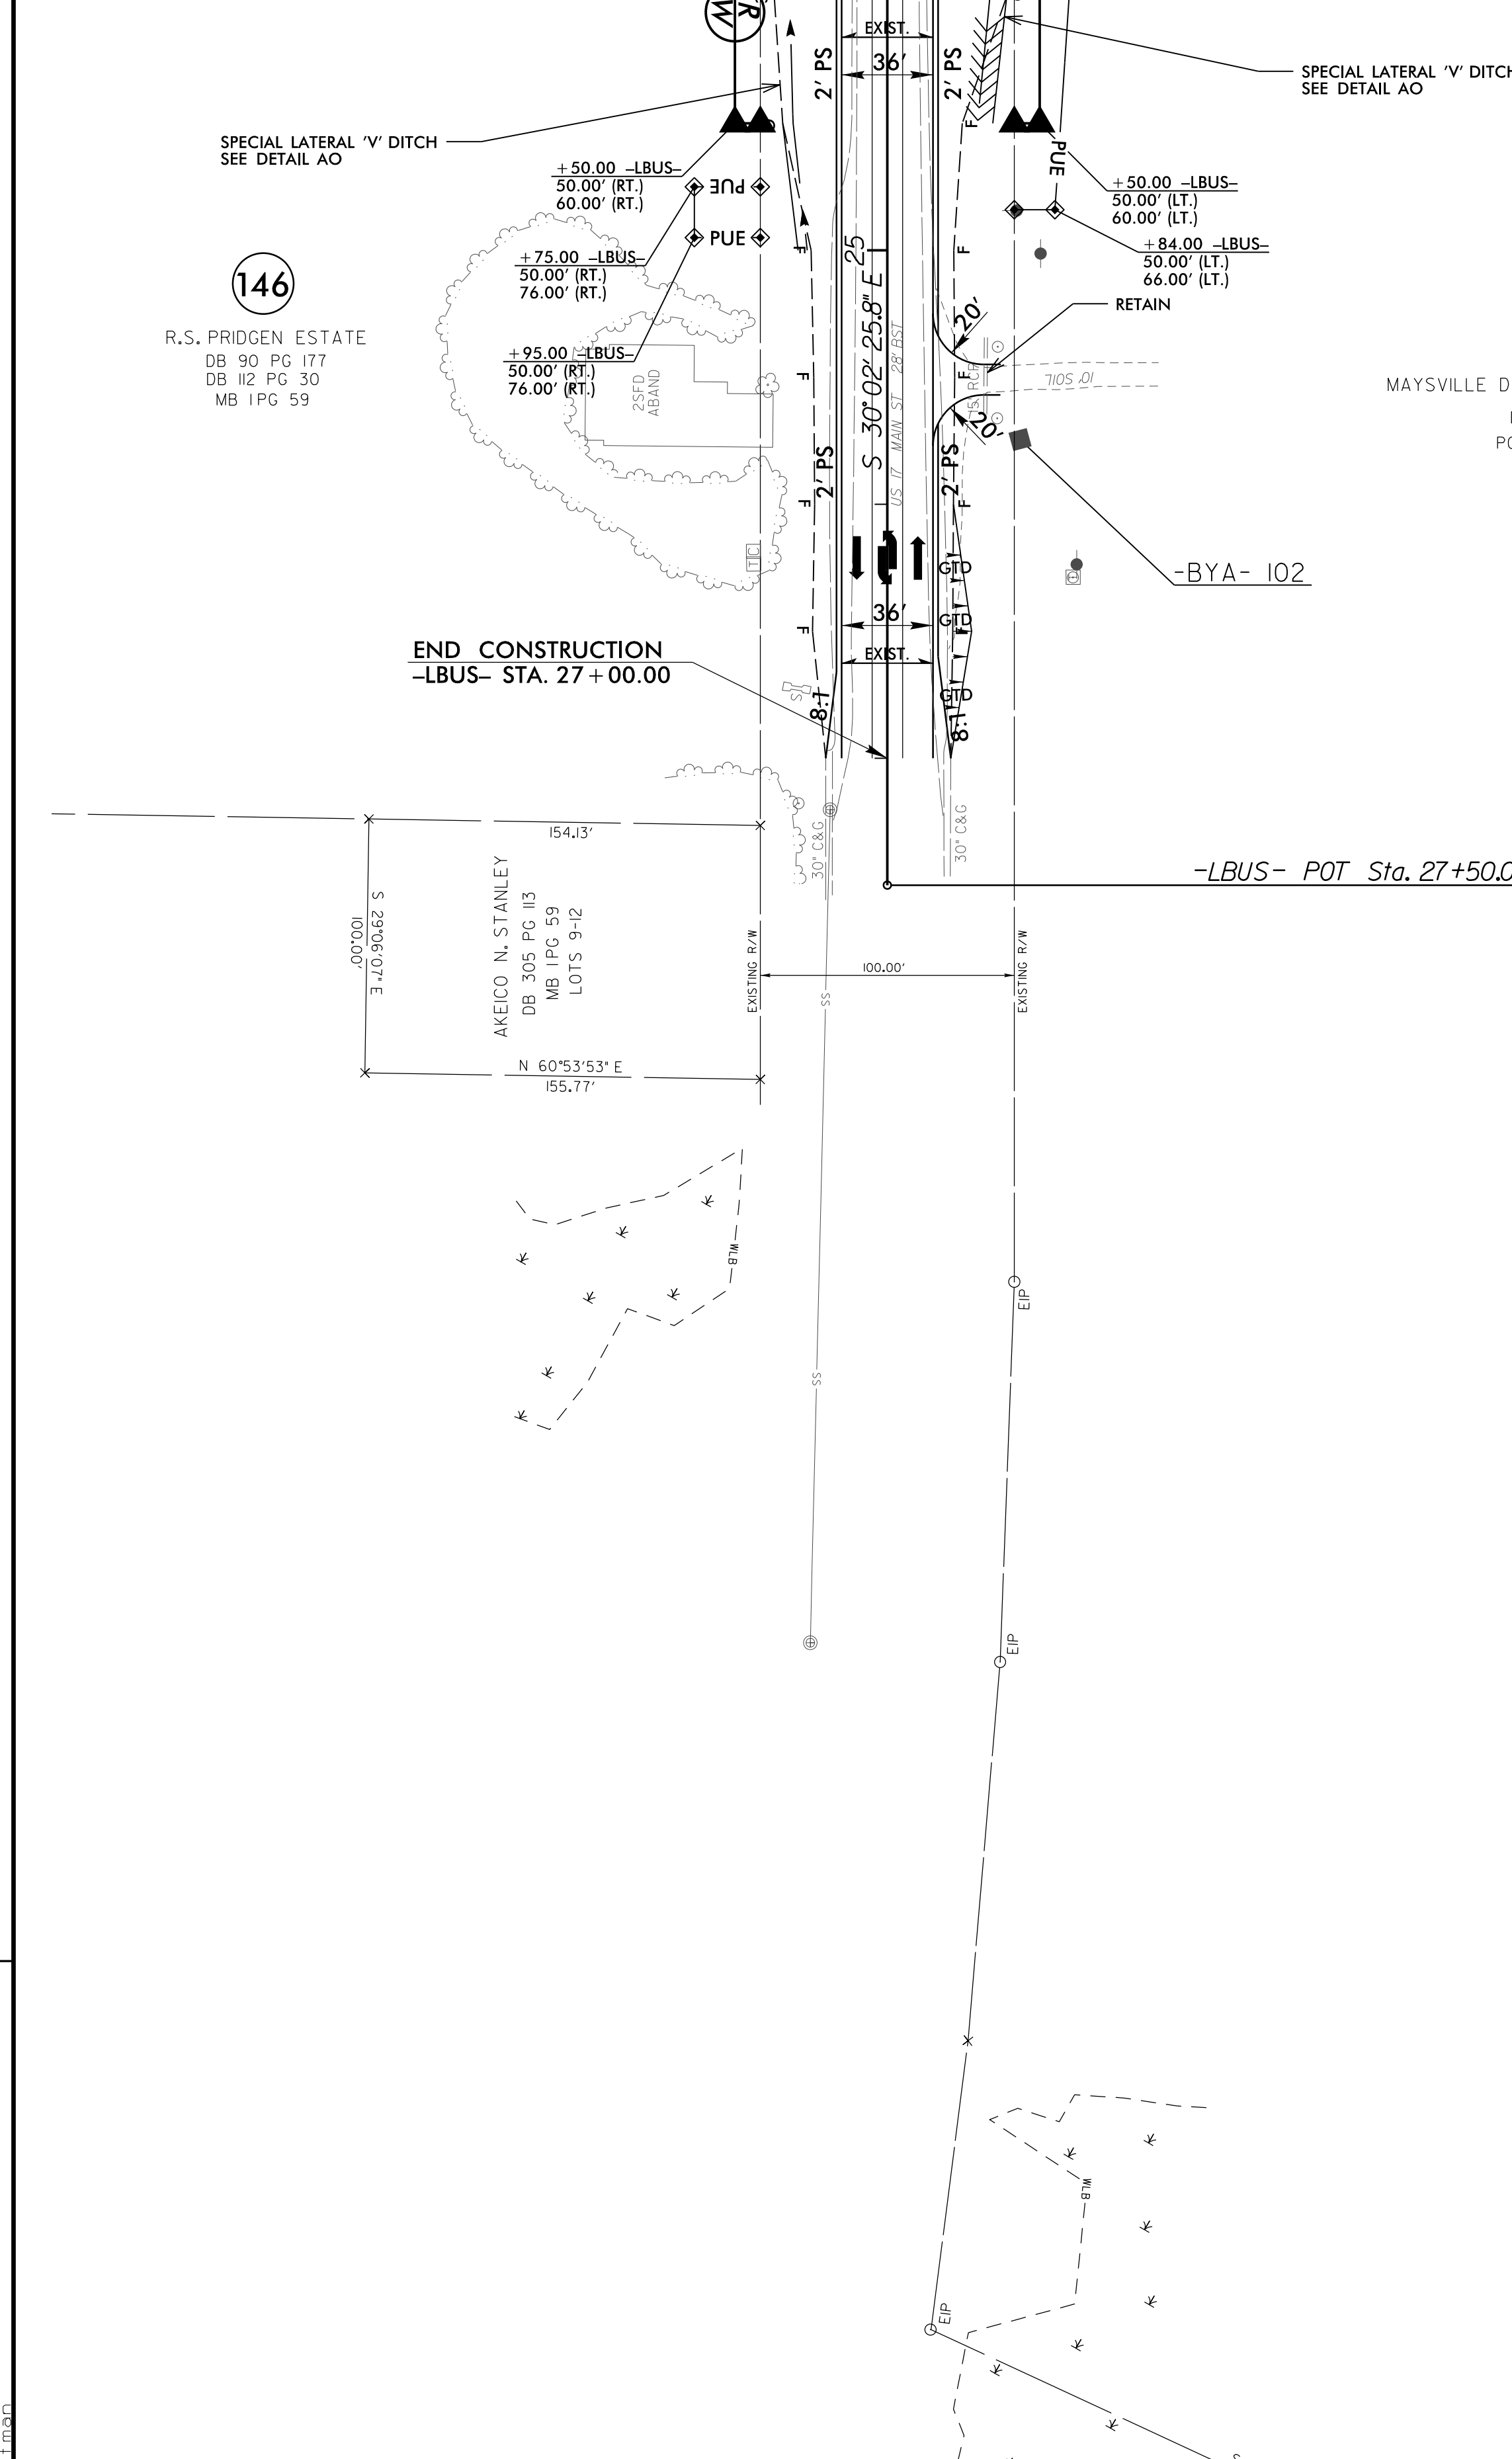 R
W
EXIST.
36'
2' PS
2' PS
F
SPECIAL LATERAL 'V' DITCH
SEE DETAIL AO
SPECIAL LATERAL 'V' DITCH
SEE DETAIL AO
+50.00 –LBUS–
50.00' (RT.)
60.00' (RT.)
PUE
PUE
PUE
+50.00 –LBUS–
50.00' (LT.)
60.00' (LT.)
+84.00 –LBUS–
50.00' (LT.)
66.00' (LT.)
RETAIN
+75.00 –LBUS–
50.00' (RT.)
76.00' (RT.)
146
R.S. PRIDGEN ESTATE
DB 90 PG 177
DB 112 PG 30
MB 1 PG 59
+95.00 –LBUS–
50.00' (RT.)
76.00' (RT.)
2SFD
ABAND
F
F
25
S 30°02'25.8" E
US 17 MAIN ST 28' BST
20'
20'
F
F
15" RCP
10' SOIL
MAYSVILLE D
PO
2' PS
2' PS
F
F
-BYA- 102
T
C
GTD
GTD
GTD
36'
EXIST.
F
F
END CONSTRUCTION
–LBUS– STA. 27+00.00
S
8:1
8:1
30" C&G
30" C&G
-LBUS- POT Sta. 27+50.0
154.13'
S 29°06'07" E
100.00'
AKEICO N. STANLEY
DB 305 PG 113
MB 1 PG 59
LOTS 9-12
EXISTING R/W
100.00'
EXISTING R/W
SS
N 60°53'53" E
155.77'
WLB
EIP
SS
EIP
WLB
EIP
tman